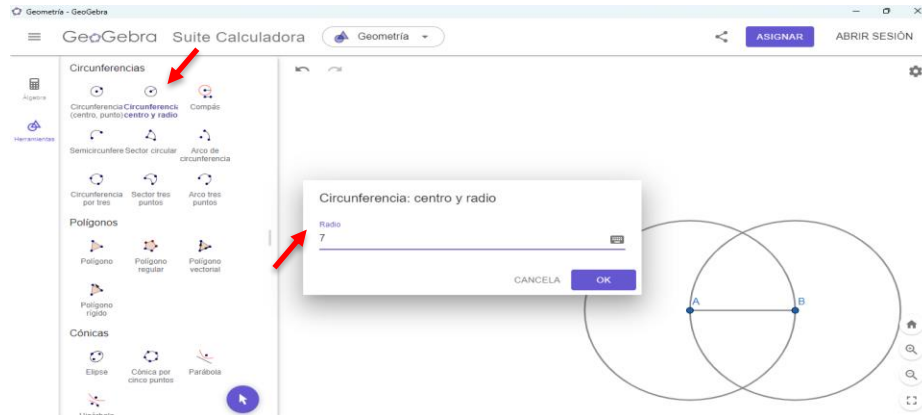 Geometría - GeoGebra
GeoGebra Suite Calculadora
Geometría
ASIGNAR
ABRIR SESIÓN
Álgebra
Herramientas
Circunferencias
Circunferencia (centro, punto)
Circunferencia centro y radio
Compás
Semicircunfere
Sector circular
Arco de circunferencia
Circunferencia por tres
Sector tres puntos
Arco tres puntos
Polígonos
Polígono
Polígono regular
Polígono vectorial
Polígono rígido
Cónicas
Elipse
Cónica por cinco puntos
Parábola
Circunferencia: centro y radio
Radio
7
CANCELA
OK
A
B